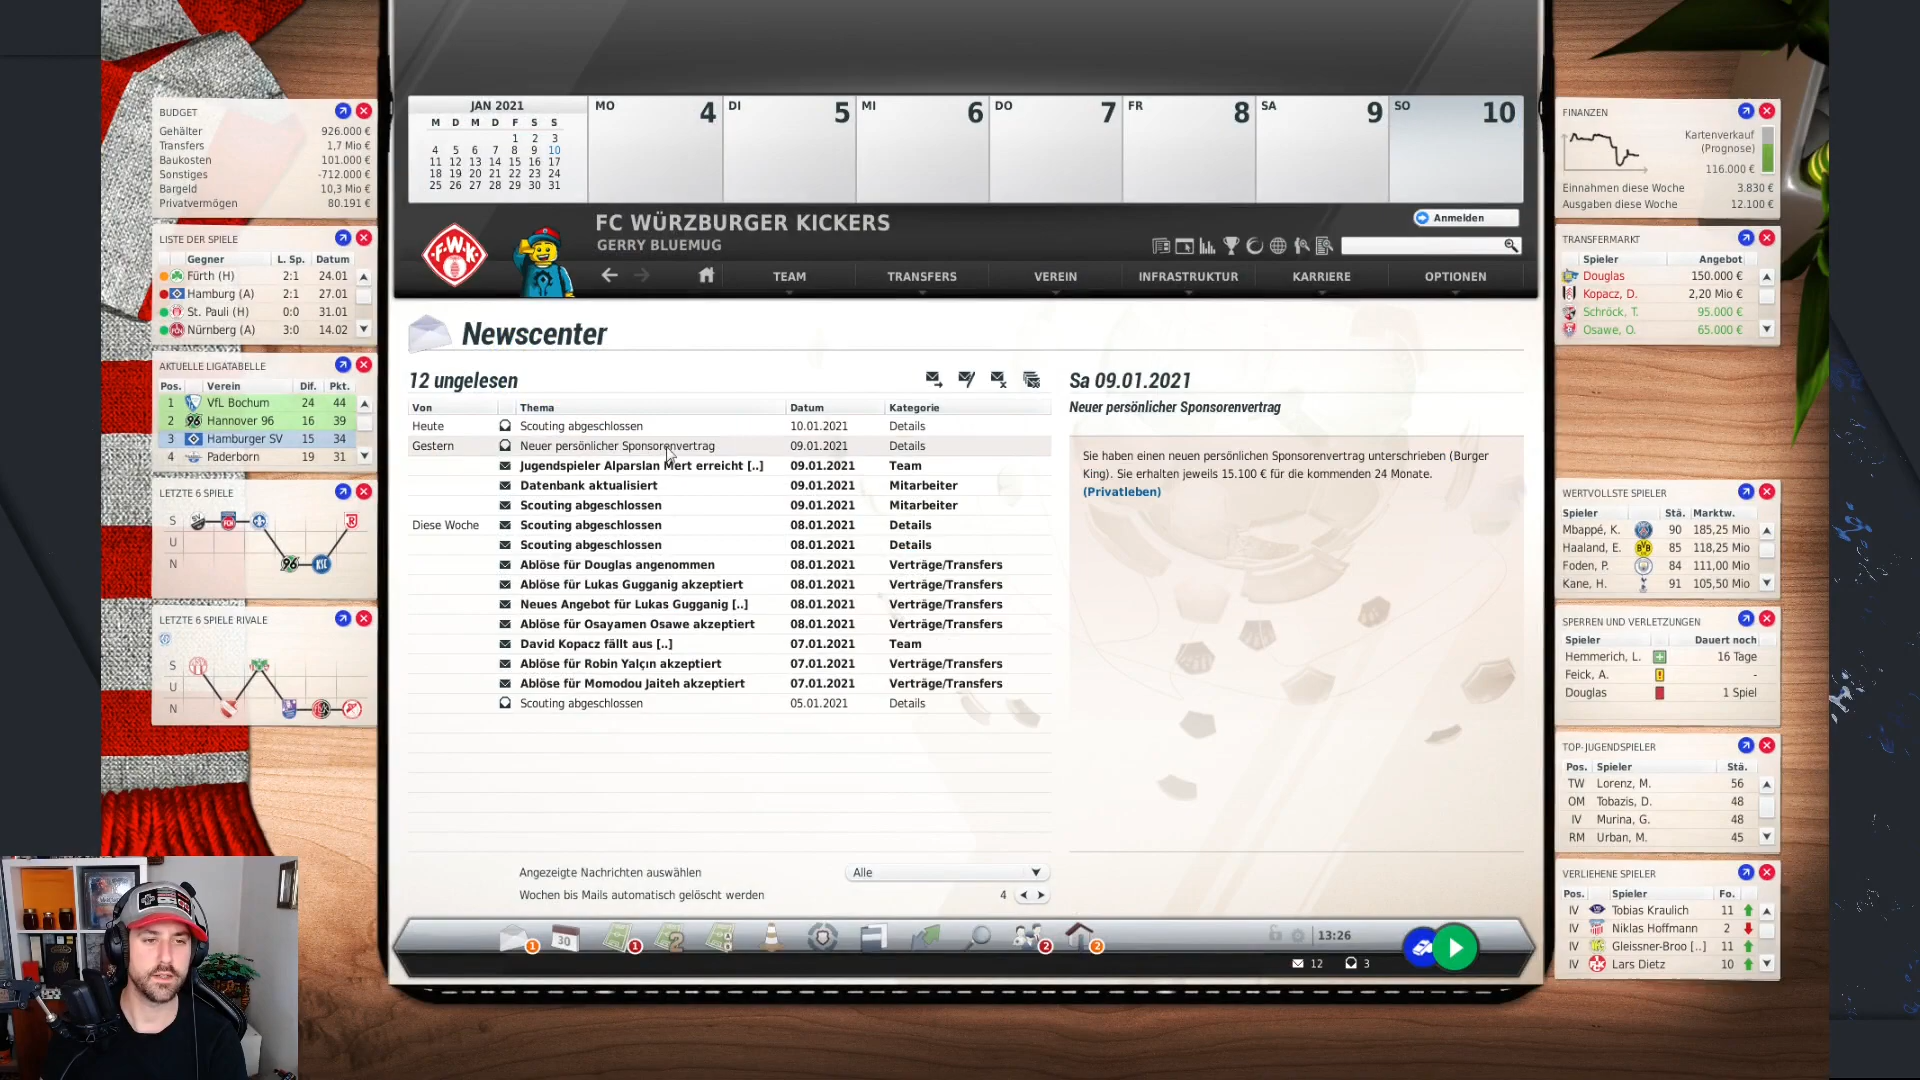 BUDGET
Gehälter 926.000 €
Transfers 1,7 Mio €
Baukosten 101.000 €
Sonstiges -712.000 €
Bargeld 10,3 Mio €
Privatvermögen 80.191 €
LISTE DER SPIELE
Gegner L. Sp. Datum
Fürth (H) 2:1 24.01
Hamburg (A) 2:1 27.01
St. Pauli (H) 0:0 31.01
Nürnberg (A) 3:0 14.02
AKTUELLE LIGATABELLE
Pos. Verein Dif. Pkt.
1 VfL Bochum 24 44
2 Hannover 96 16 39
3 Hamburger SV 15 34
4 Paderborn 19 31
LETZTE 6 SPIELE
S
U
N
LETZTE 6 SPIELE RIVALE
S
U
N
JAN 2021
M D M D F S S
1 2 3
4 5 6 7 8 9 10
11 12 13 14 15 16 17
18 19 20 21 22 23 24
25 26 27 28 29 30 31
MO 4 DI 5 MI 6 DO 7 FR 8 SA 9 SO 10
FC WÜRZBURGER KICKERS
GERRY BLUEMUG
Anmelden
TEAM TRANSFERS VEREIN INFRASTRUKTUR KARRIERE OPTIONEN
Newscenter
12 ungelesen
Von Thema Datum Kategorie
Heute Scouting abgeschlossen 10.01.2021 Details
Gestern Neuer persönlicher Sponsorenvertrag 09.01.2021 Details
Jugendspieler Alparslan Mert erreicht [..] 09.01.2021 Team
Datenbank aktualisiert 09.01.2021 Mitarbeiter
Scouting abgeschlossen 09.01.2021 Mitarbeiter
Diese Woche Scouting abgeschlossen 08.01.2021 Details
Scouting abgeschlossen 08.01.2021 Details
Ablöse für Douglas angenommen 08.01.2021 Verträge/Transfers
Ablöse für Lukas Gugganig akzeptiert 08.01.2021 Verträge/Transfers
Neues Angebot für Lukas Gugganig [..] 08.01.2021 Verträge/Transfers
Ablöse für Osayamen Osawe akzeptiert 08.01.2021 Verträge/Transfers
David Kopacz fällt aus [..] 07.01.2021 Team
Ablöse für Robin Yalçın akzeptiert 07.01.2021 Verträge/Transfers
Ablöse für Momodou Jaiteh akzeptiert 07.01.2021 Verträge/Transfers
Scouting abgeschlossen 05.01.2021 Details
Angezeigte Nachrichten auswählen Alle
Wochen bis Mails automatisch gelöscht werden 4
Sa 09.01.2021
Neuer persönlicher Sponsorenvertrag
Sie haben einen neuen persönlichen Sponsorenvertrag unterschrieben (Burger
King). Sie erhalten jeweils 15.100 € für die kommenden 24 Monate.
(Privatleben)
1 30 1 2 2 2
13:26
12 3
FINANZEN
Kartenverkauf
(Prognose)
116.000 €
Einnahmen diese Woche 3.830 €
Ausgaben diese Woche 12.100 €
TRANSFERMARKT
Spieler Angebot
Douglas 150.000 €
Kopacz, D. 2,20 Mio €
Schröck, T. 95.000 €
Osawe, O. 65.000 €
WERTVOLLSTE SPIELER
Spieler Stä. Marktw.
Mbappé, K. 90 185,25 Mio
Haaland, E. 85 118,25 Mio
Foden, P. 84 111,00 Mio
Kane, H. 91 105,50 Mio
SPERREN UND VERLETZUNGEN
Spieler Dauert noch
Hemmerich, L. 16 Tage
Feick, A. -
Douglas 1 Spiel
TOP-JUGENDSPIELER
Pos. Spieler Stä.
TW Lorenz, M. 56
OM Tobazis, D. 48
IV Murina, G. 48
RM Urban, M. 45
VERLIEHENE SPIELER
Pos. Spieler Fo.
IV Tobias Kraulich 11
IV Niklas Hoffmann 2
IV Gleissner-Broo [..] 11
IV Lars Dietz 10